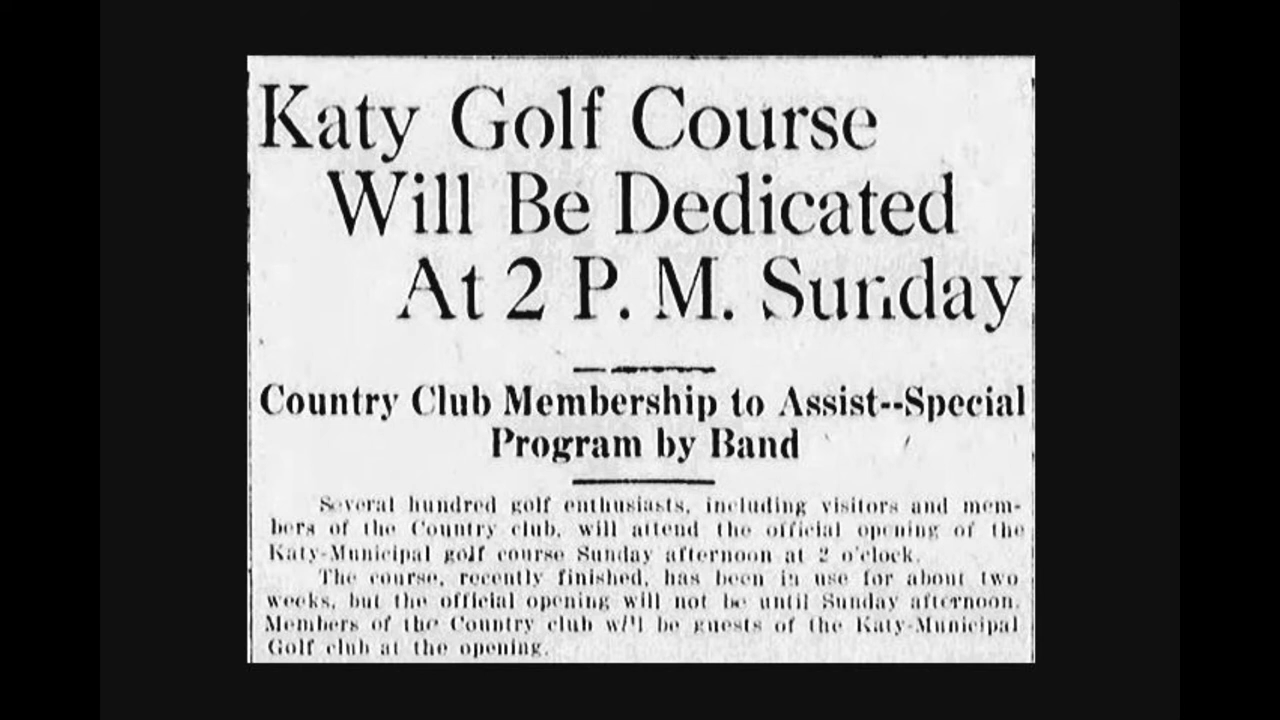 Katy Golf Course
Will Be Dedicated
At 2 P. M. Sunday
Country Club Membership to Assist--Special
Program by Band
Several hundred golf enthusiasts, including visitors and mem-
bers of the Country club, will attend the official opening of the
Katy-Municipal golf course Sunday afternoon at 2 o'clock.
The course, recently finished, has been in use for about two
weeks, but the official opening will not be until Sunday afternoon.
Members of the Country club will be guests of the Katy-Municipal
Golf club at the opening.